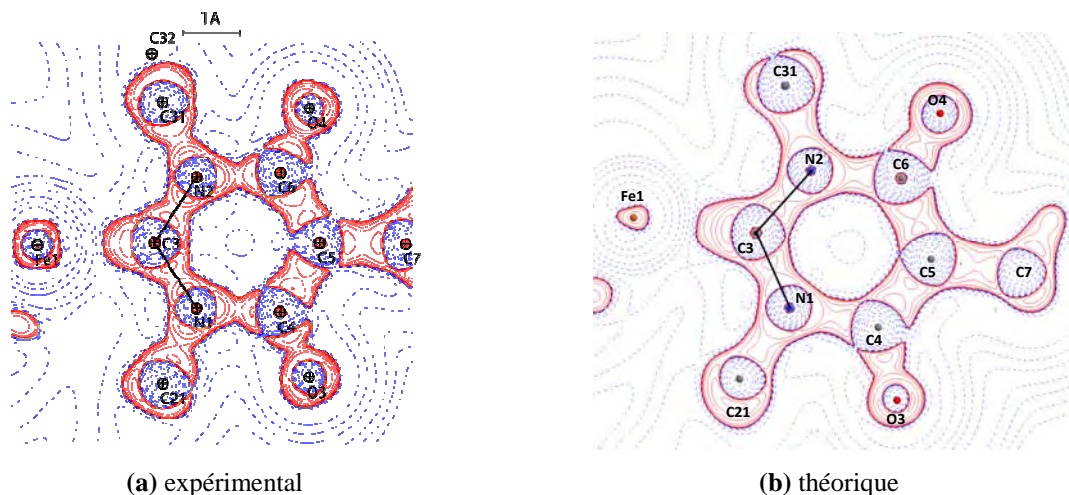 1A
C32
C31
O4
N2
C6
C3
Fe1
C5
C7
N1
C4
C21
O3
(a) expérimental
C31
O4
N2
C6
Fe1
C3
C5
C7
N1
C4
C21
O3
(b) théorique